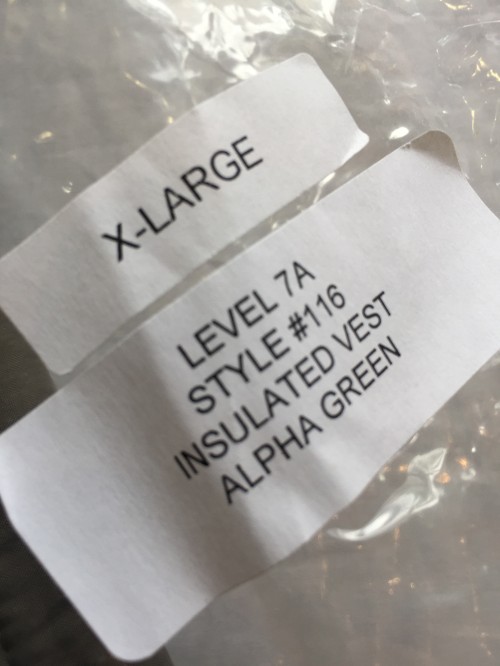 X-LARGE
LEVEL 7A
STYLE #116
INSULATED VEST
ALPHA GREEN